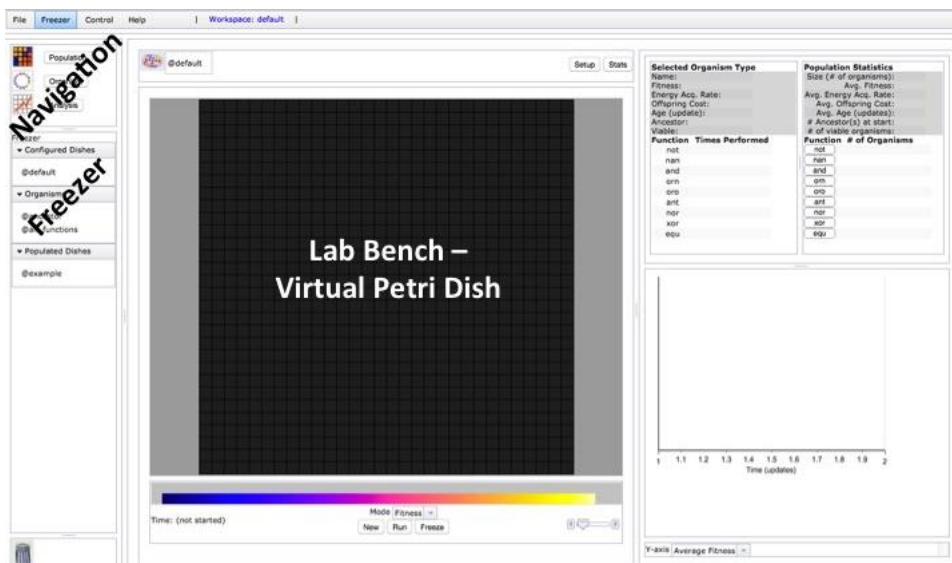 File Freezer Control Help | Workspace: default |
Population
Analysis
Navigation
Freezer
▾ Configured Dishes
@default
▾ Organism
@all functions
▾ Populated Dishes
@example
Freezer
@default
Setup Stats
Lab Bench –
Virtual Petri Dish
Time: (not started)
Mode Fitness
New Run Freeze
Selected Organism Type
Name:
Fitness:
Energy Acq. Rate:
Offspring Cost:
Age (update):
Ancestor:
Viable:
Function Times Performed
not
nan
and
orn
oro
ant
nor
xor
equ
Population Statistics
Size (# of organisms):
Avg. Fitness:
Avg. Energy Acq. Rate:
Avg. Offspring Cost:
Avg. Age (updates):
# Ancestor(s) at start:
# of viable organisms:
Function # of Organisms
not
nan
and
orn
oro
ant
nor
xor
equ
1 1.1 1.2 1.3 1.4 1.5 1.6 1.7 1.8 1.9 2
Time (updates)
Y-axis Average Fitness